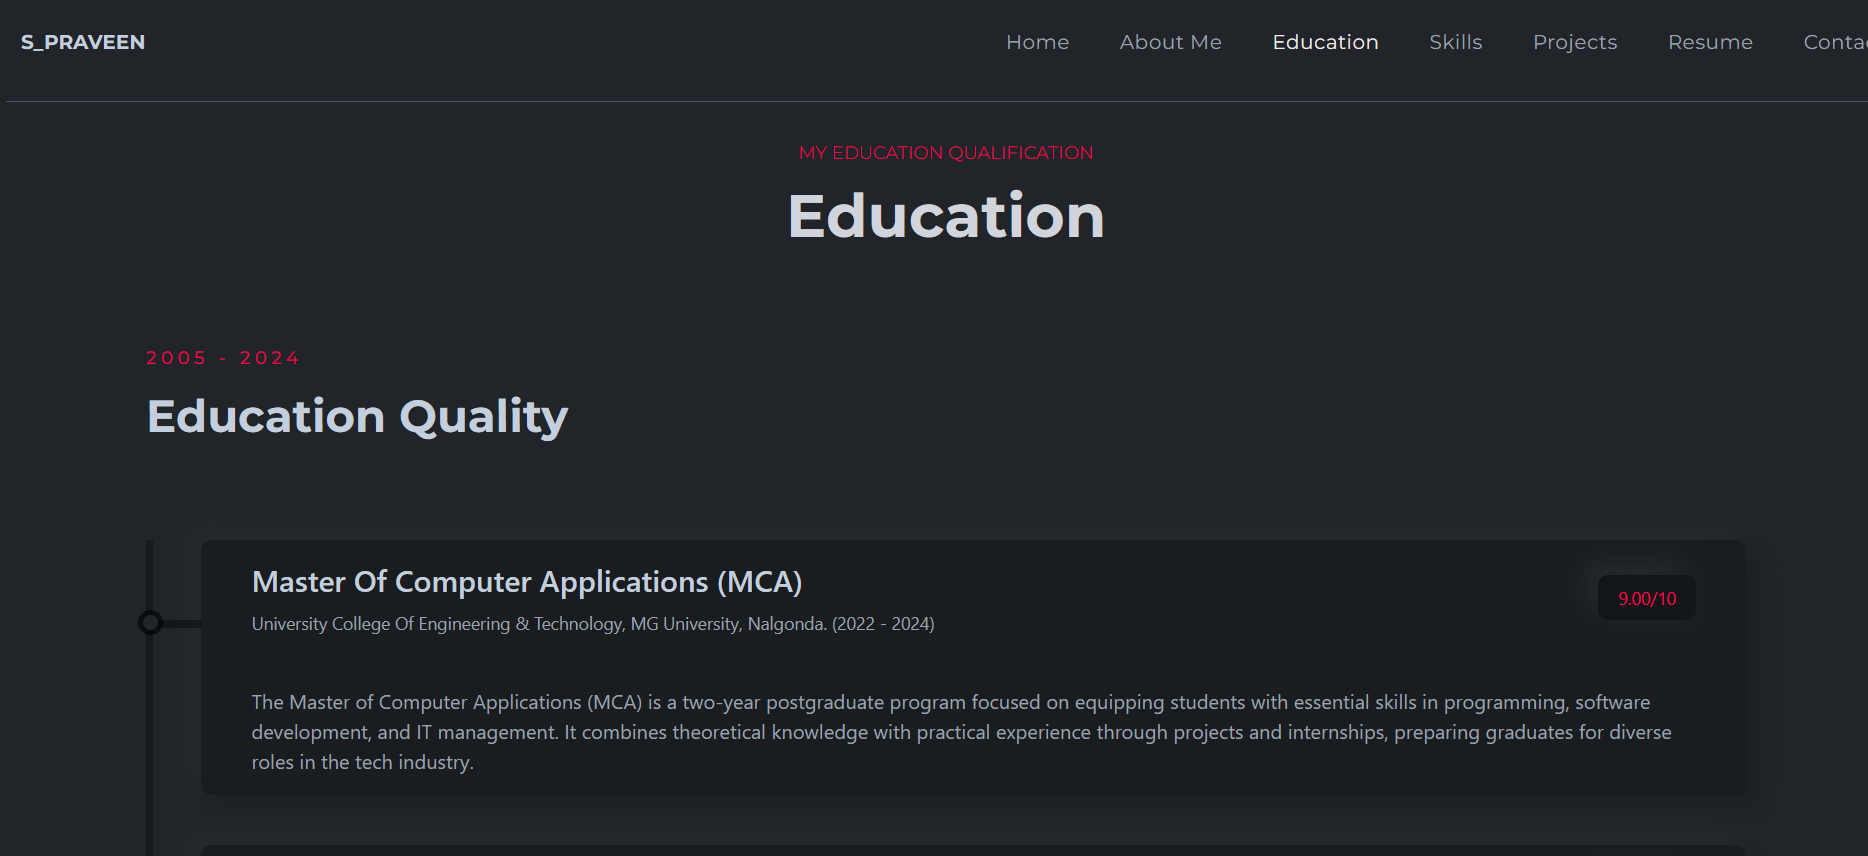 S_PRAVEEN
Home About Me Education Skills Projects Resume
MY EDUCATION QUALIFICATION
Education
2005 - 2024
Education Quality
Master Of Computer Applications (MCA)
9.00/10
University College Of Engineering & Technology, MG University, Nalgonda. (2022 - 2024)
The Master of Computer Applications (MCA) is a two-year postgraduate program focused on equipping students with essential skills in programming, software
development, and IT management. It combines theoretical knowledge with practical experience through projects and internships, preparing graduates for diverse
roles in the tech industry.